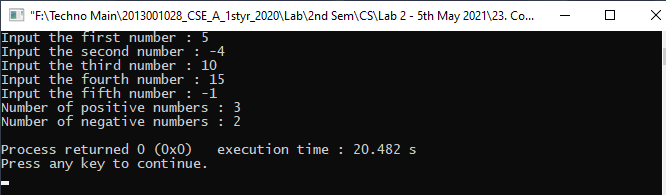 "F:\Techno Main\2013001028_CSE_A_1styr_2020\Lab\2nd Sem\CS\Lab 2 - 5th May 2021\23. Co...
Input the first number : 5
Input the second number : -4
Input the third number : 10
Input the fourth number : 15
Input the fifth number : -1
Number of positive numbers : 3
Number of negative numbers : 2
Process returned 0 (0x0)   execution time : 20.482 s
Press any key to continue.